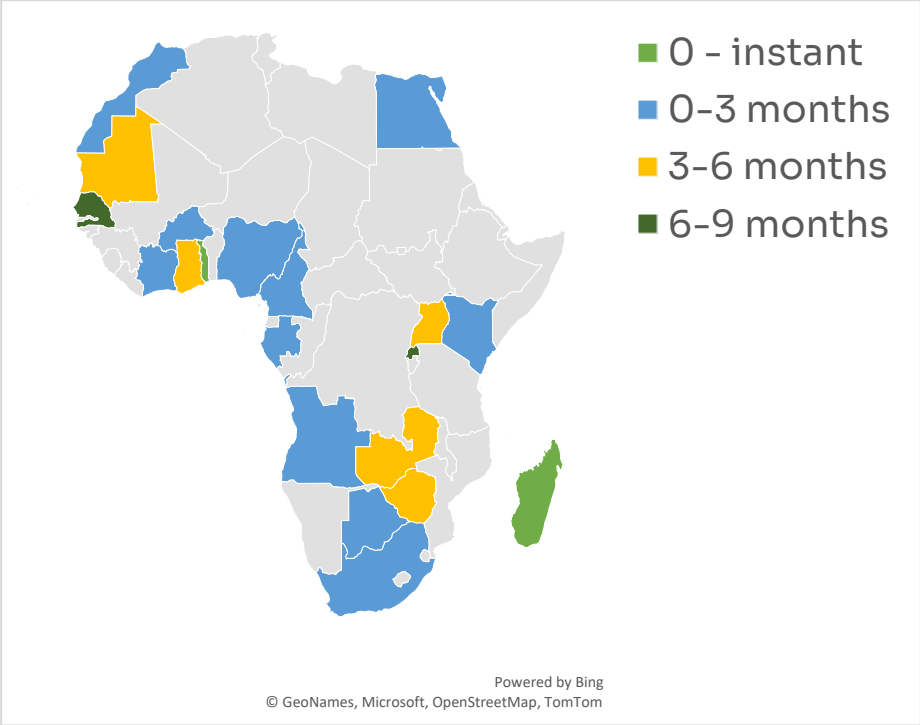 0 - instant
0-3 months
3-6 months
6-9 months
Powered by Bing
© GeoNames, Microsoft, OpenStreetMap, TomTom